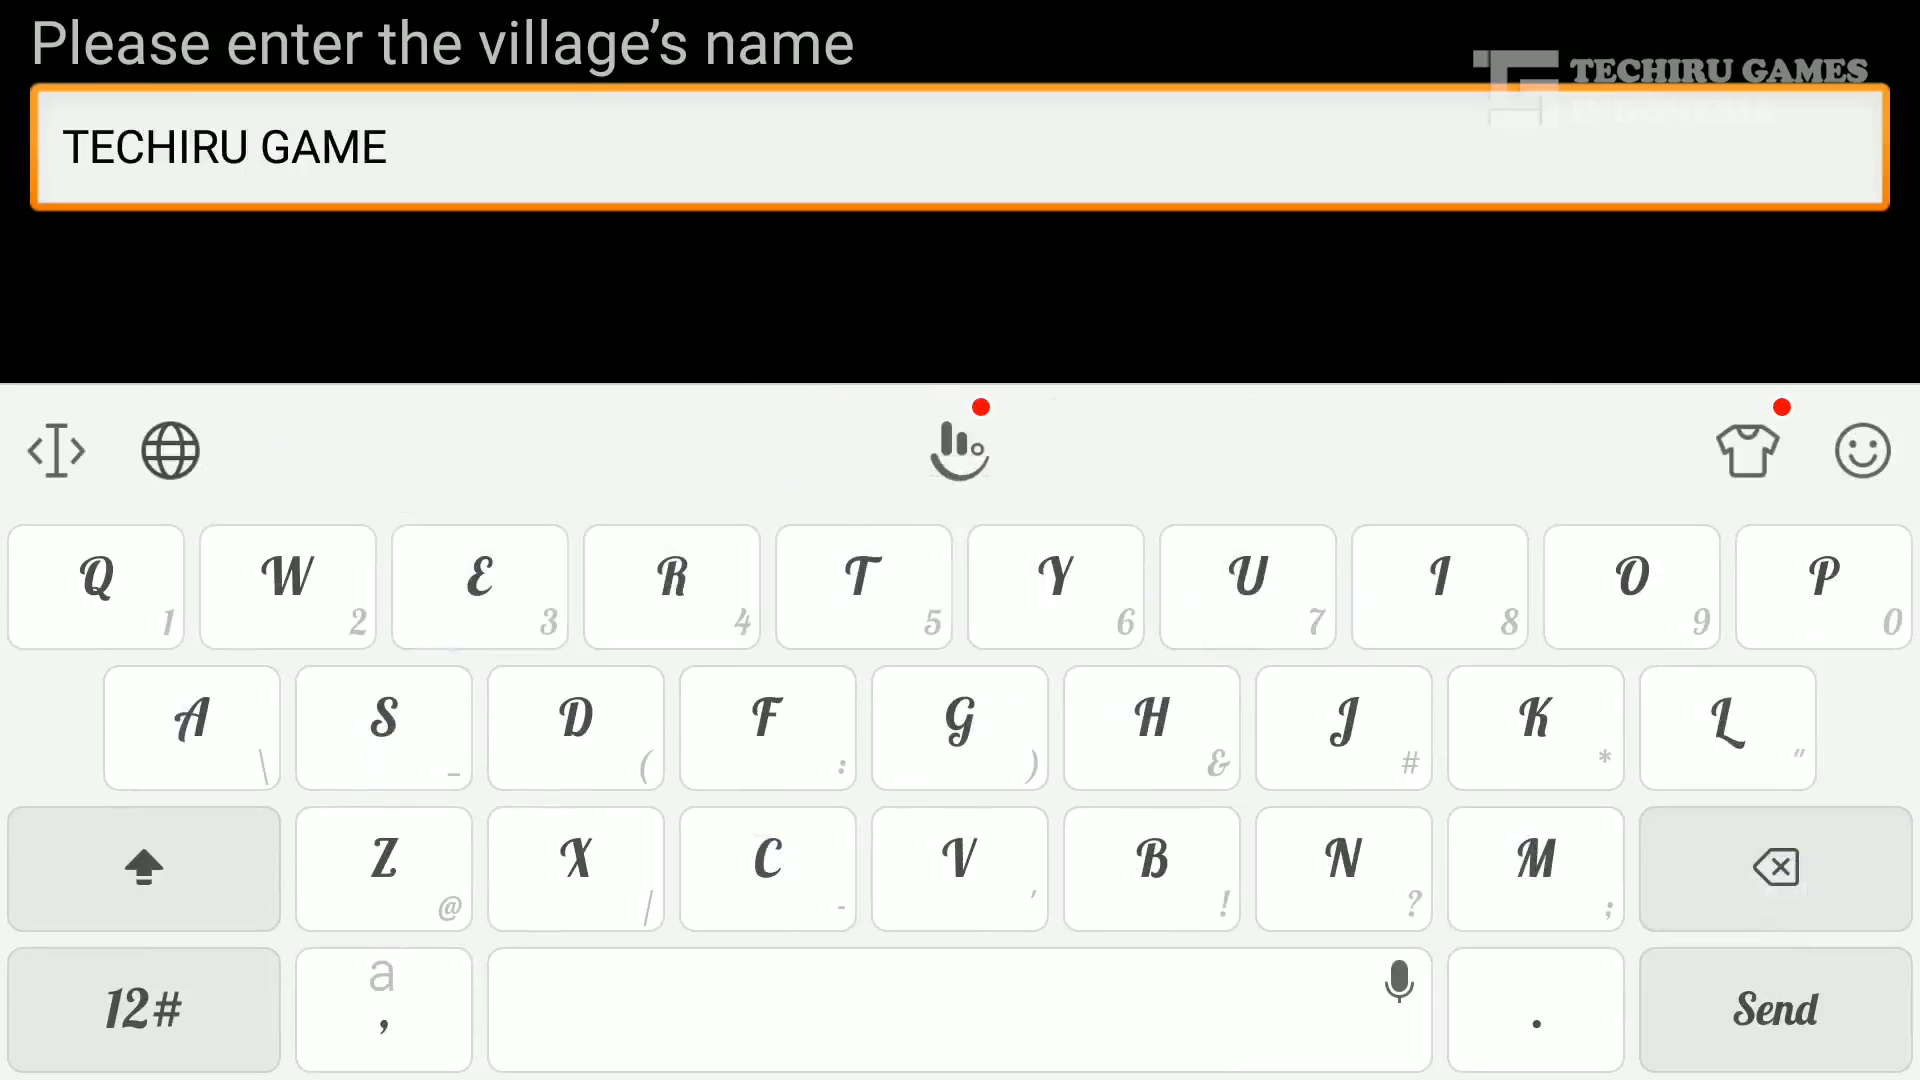 Please enter the village’s name
TECHIRU GAMES
INDONESIA
TECHIRU GAME
Q 1 W 2 E 3 R 4 T 5 Y 6 U 7 I 8 O 9 P 0
A \ S _ D ( F : G ) H & J # K * L "
Z @ X | C - V ' B ! N ? M ;
12# a , . Send